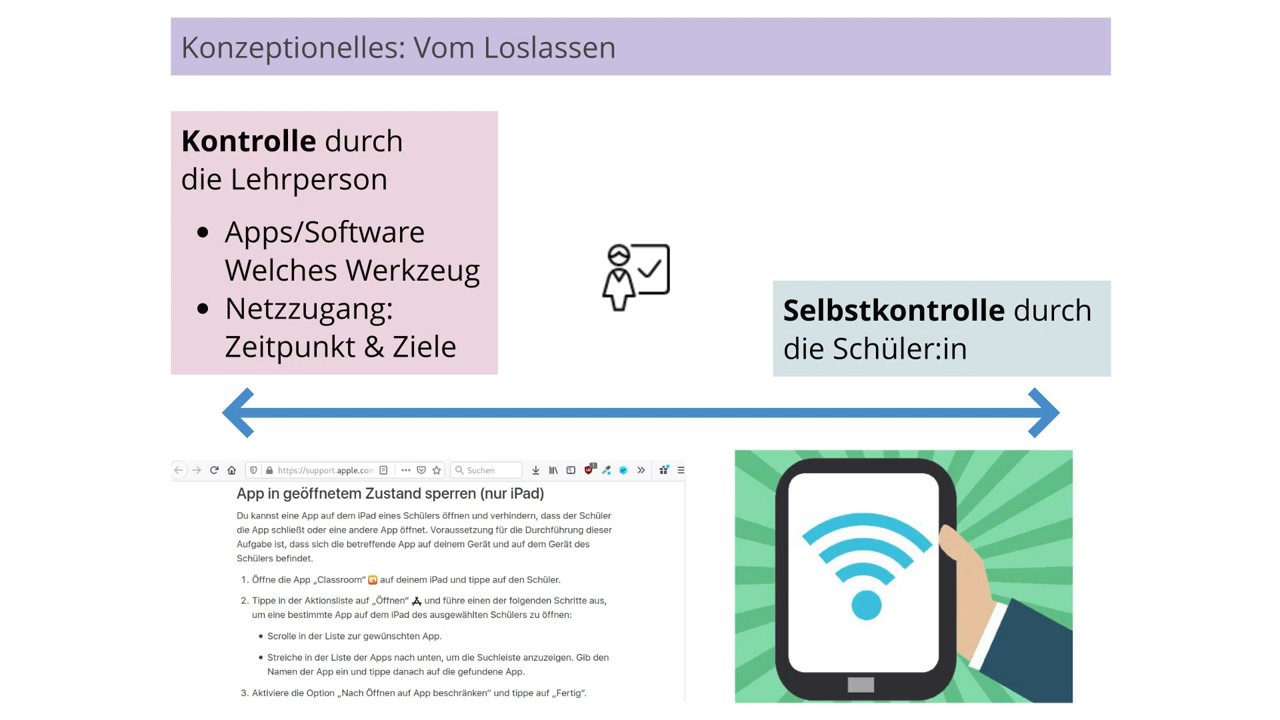 Konzeptionelles: Vom Loslassen
Kontrolle durch
die Lehrperson
• Apps/Software
Welches Werkzeug
• Netzzugang:
Zeitpunkt & Ziele
Selbstkontrolle durch
die Schüler:in
https://support.apple.com
Suchen
App in geöffnetem Zustand sperren (nur iPad)
Du kannst eine App auf dem iPad eines Schülers öffnen und verhindern, dass der Schüler
die App schließt oder eine andere App öffnet. Voraussetzung für die Durchführung dieser
Aufgabe ist, dass sich die betreffende App auf deinem Gerät und auf dem Gerät des
Schülers befindet.
1. Öffne die App „Classroom“ auf deinem iPad und tippe auf den Schüler.
2. Tippe in der Aktionsliste auf „Öffnen“ und führe einen der folgenden Schritte aus,
um eine bestimmte App auf dem iPad des ausgewählten Schülers zu öffnen:
• Scrolle in der Liste zur gewünschten App.
• Streiche in der Liste der Apps nach unten, um die Suchleiste anzuzeigen. Gib den
Namen der App ein und tippe danach auf die gefundene App.
3. Aktiviere die Option „Nach Öffnen auf App beschränken“ und tippe auf „Fertig“.